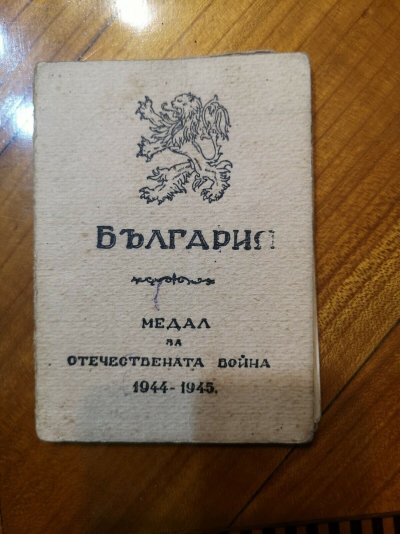 БЪЛГАРИЯ
МЕДАЛ
ЗА
ОТЕЧЕСТВЕНАТА ВОЙНА
1944-1945.